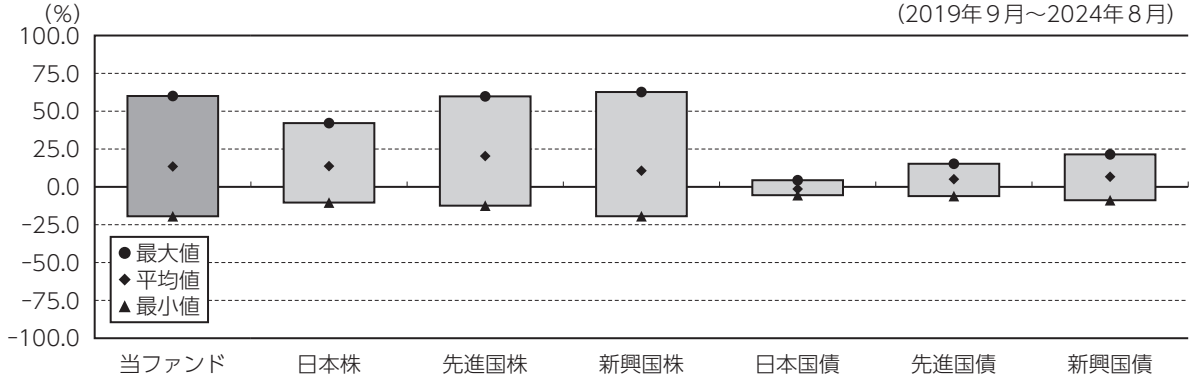 (%)
(2019年9月～2024年8月)
100.0
75.0
50.0
25.0
0.0
-25.0
-50.0
-75.0
-100.0
● 最大値
◆ 平均値
▲ 最小値
当ファンド 日本株 先進国株 新興国株 日本国債 先進国債 新興国債